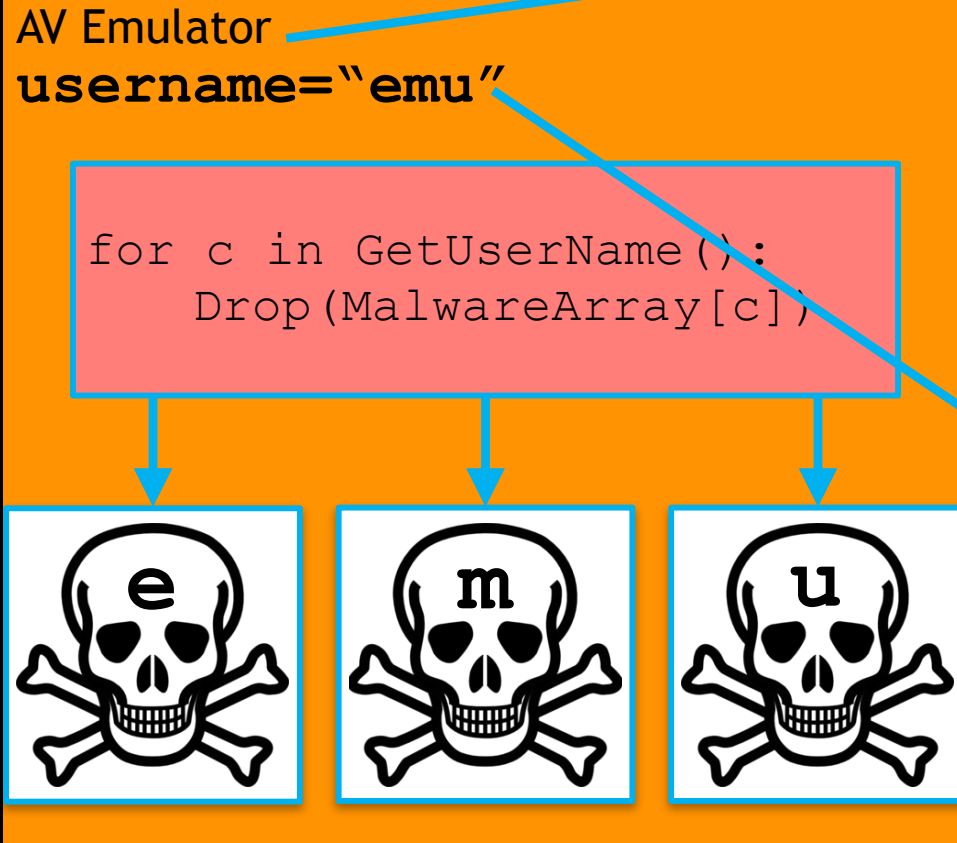 AV Emulator
username=“emu”
for c in GetUserName():
    Drop(MalwareArray[c])
e m u